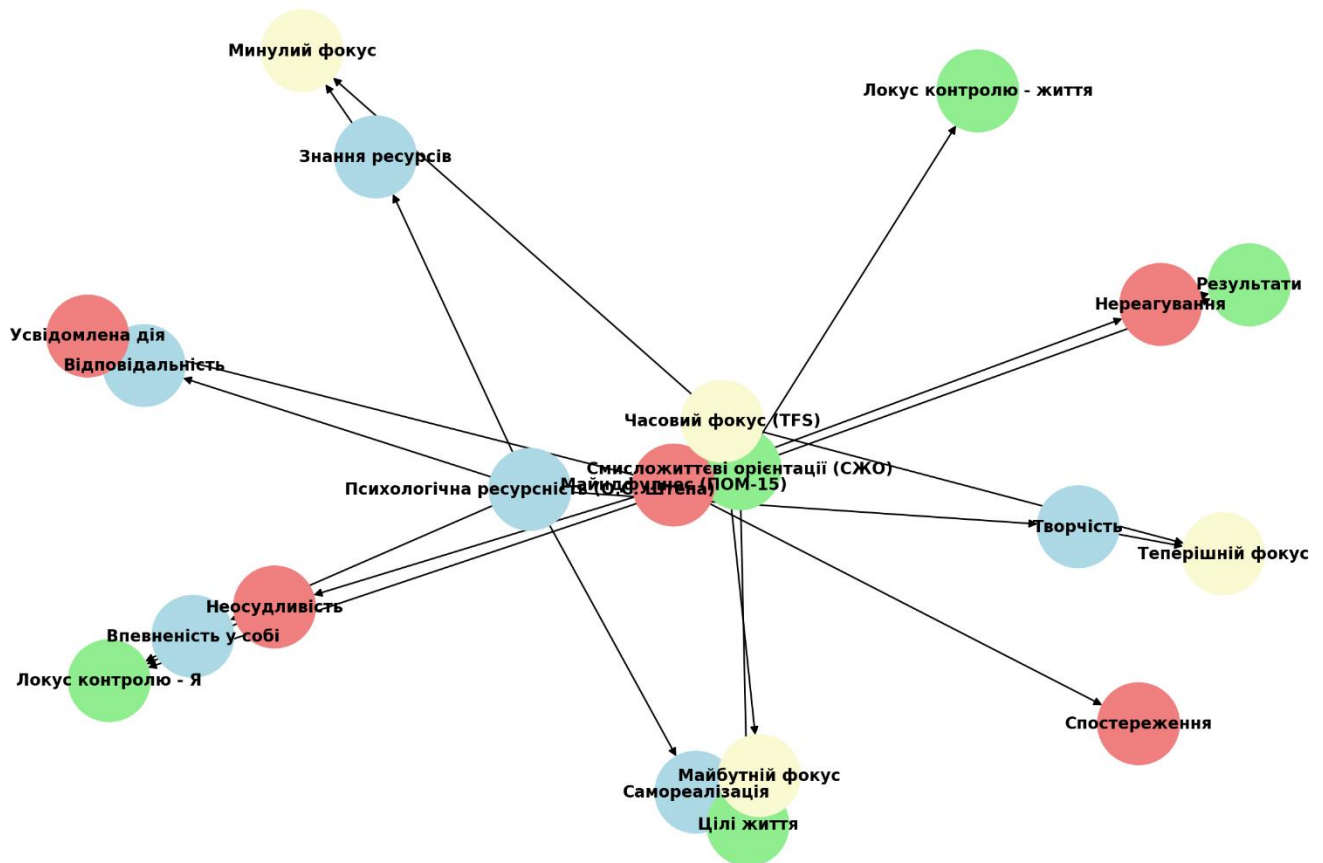 Минулий фокус
Локус контролю - життя
Знання ресурсів
Результати
Нереагування
Усвідомлена дія
Відповідальність
Часовий фокус (TFS)
Смисложиттєві орієнтації (СЖО)
Майндфулнес (ПОМ-15)
Психологічна ресурсність (О.С. Штепа)
Творчість
Теперішній фокус
Неосудливість
Впевненість у собі
Локус контролю - Я
Спостереження
Майбутній фокус
Самореалізація
Цілі життя